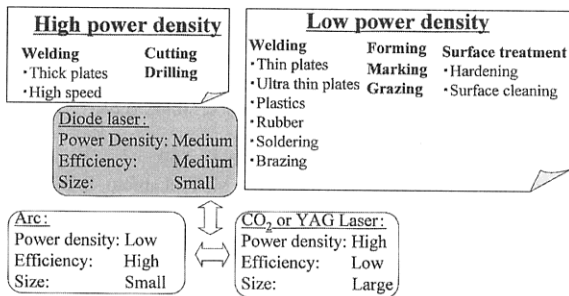 High power density
Welding
・Thick plates
・High speed
Cutting
Drilling
Low power density
Welding
・Thin plates
・Ultra thin plates
・Plastics
・Rubber
・Soldering
・Brazing
Forming
Marking
Grazing
Surface treatment
・Hardening
・Surface cleaning
Diode laser:
Power Density: Medium
Efficiency: Medium
Size: Small
Arc:
Power density: Low
Efficiency: High
Size: Small
CO2 or YAG Laser:
Power density: High
Efficiency: Low
Size: Large